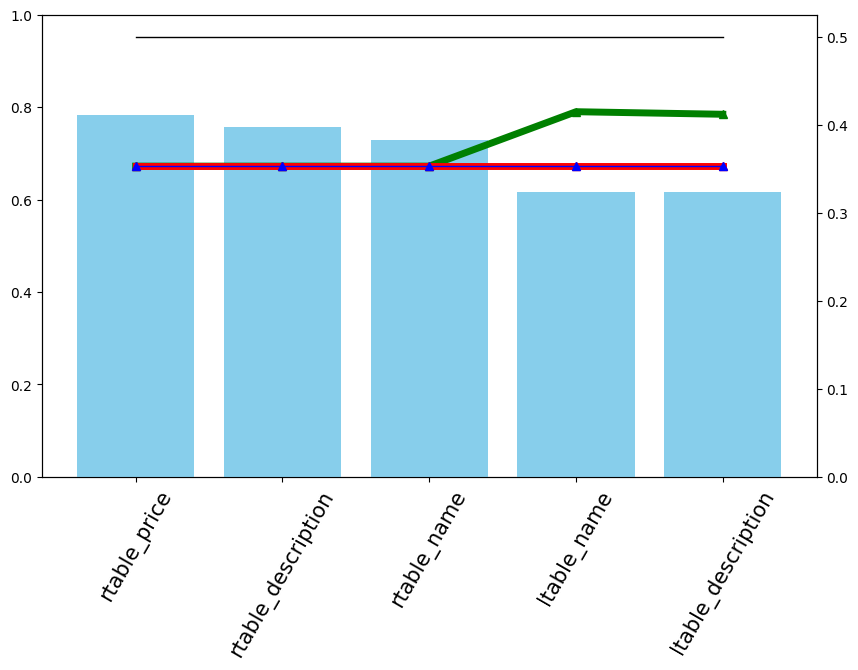 1.0
0.8
0.6
0.4
0.2
0.0
0.5
0.4
0.3
0.2
0.1
0.0
rtable_price
rtable_description
rtable_name
ltable_name
ltable_description